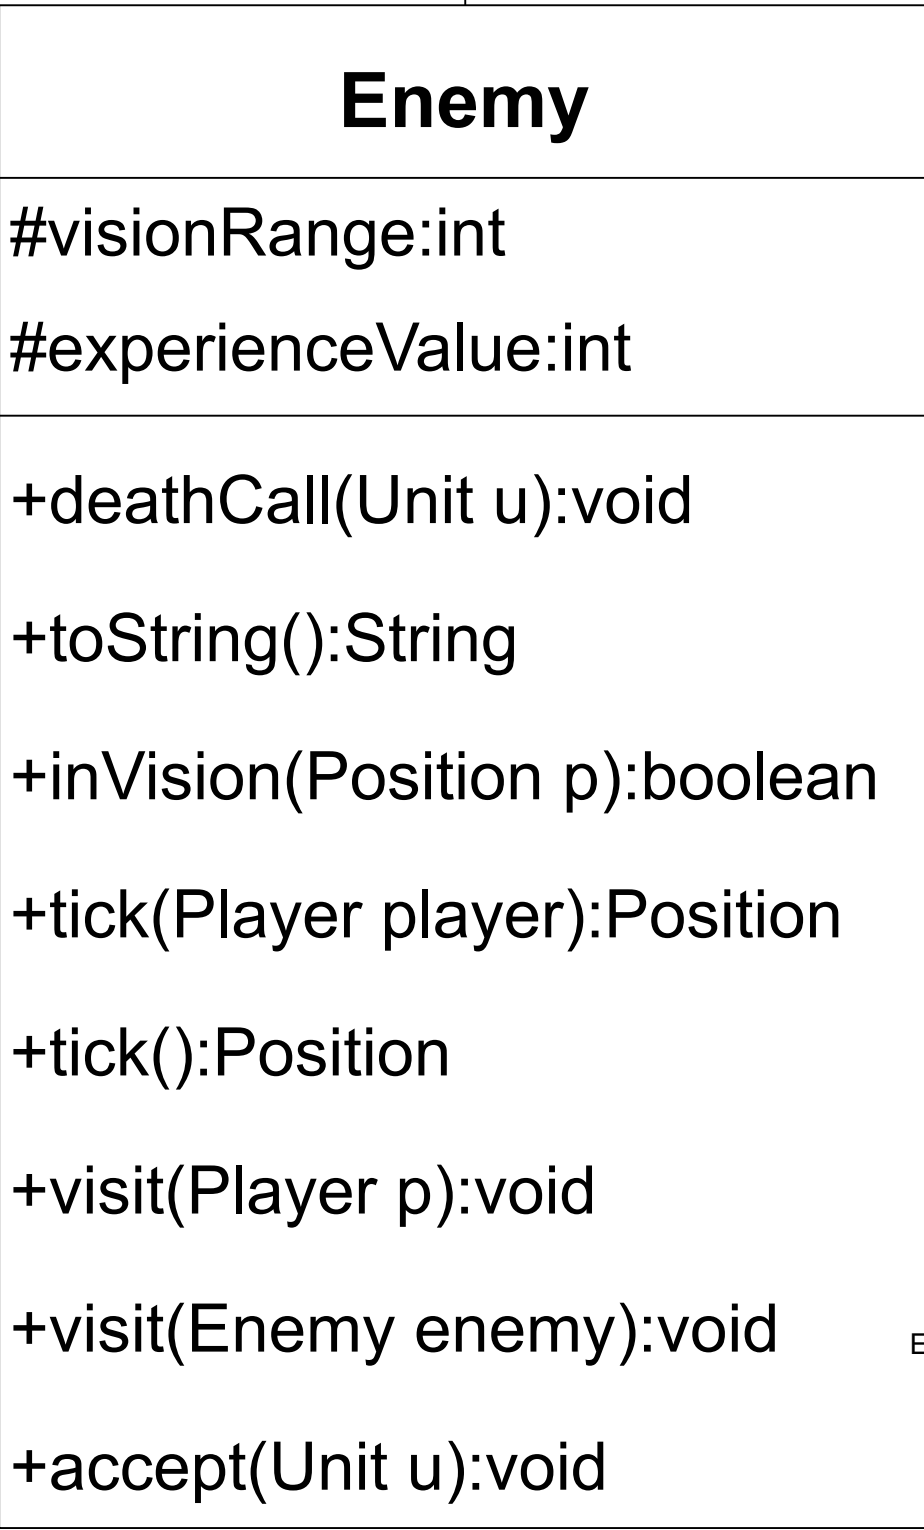 Enemy
#visionRange:int
#experienceValue:int
+deathCall(Unit u):void
+toString():String
+inVision(Position p):boolean
+tick(Player player):Position
+tick():Position
+visit(Player p):void
+visit(Enemy enemy):void
+accept(Unit u):void